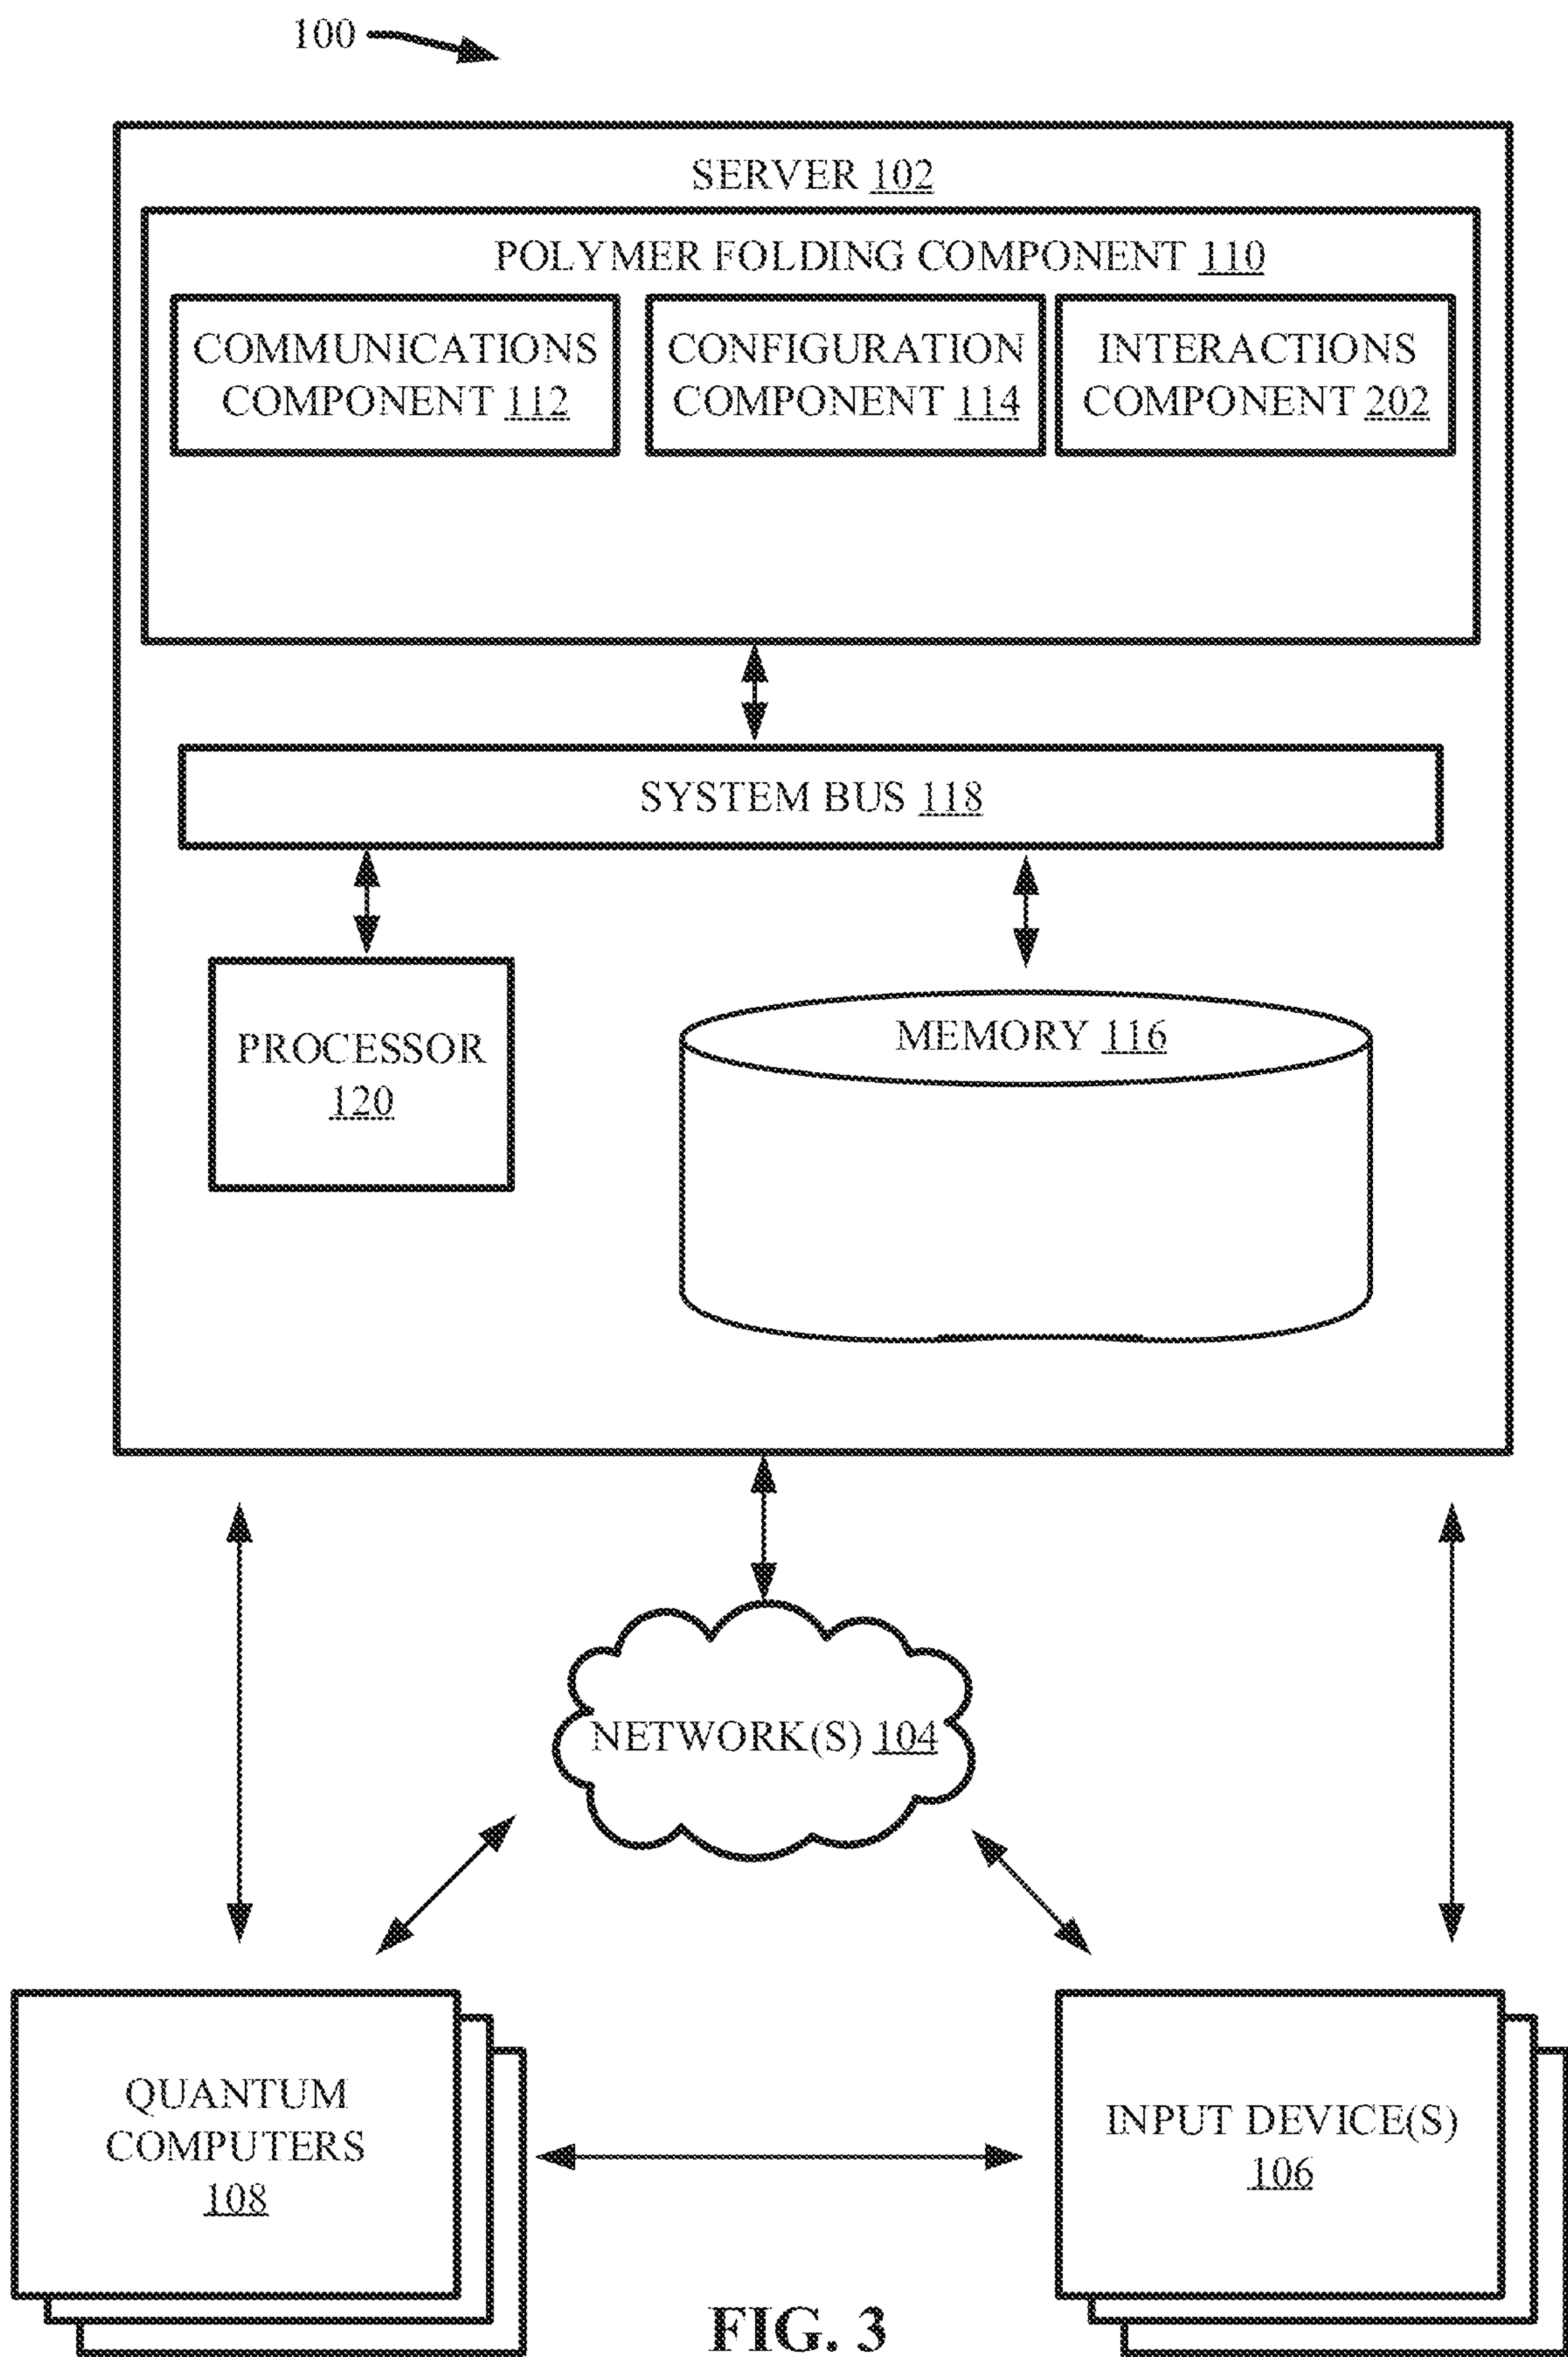 100
SERVER 102
POLYMER FOLDING COMPONENT 110
COMMUNICATIONS
COMPONENT 112
CONFIGURATION
COMPONENT 114
INTERACTIONS
COMPONENT 202
SYSTEM BUS 118
PROCESSOR
120
MEMORY 116
NETWORK(S) 104
QUANTUM
COMPUTERS
108
INPUT DEVICE(S)
106
FIG. 3